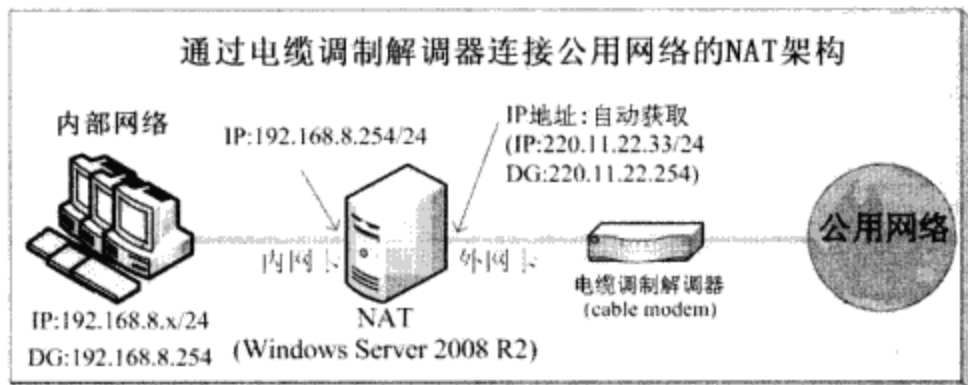 通过电缆调制解调器连接公用网络的NAT架构
内部网络
IP:192.168.8.254/24
IP地址:自动获取
(IP:220.11.22.33/24
DG:220.11.22.254)
公用网络
内网卡
外网卡
电缆调制解调器
(cable modem)
IP:192.168.8.x/24
DG:192.168.8.254
NAT
(Windows Server 2008 R2)